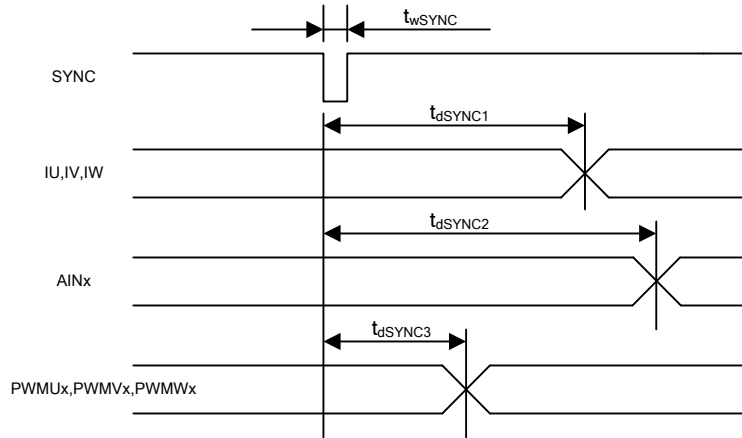 twSYNC
SYNC
tdSYNC1
IU,IV,IW
tdSYNC2
AINx
tdSYNC3
PWMUx,PWMVx,PWMWx